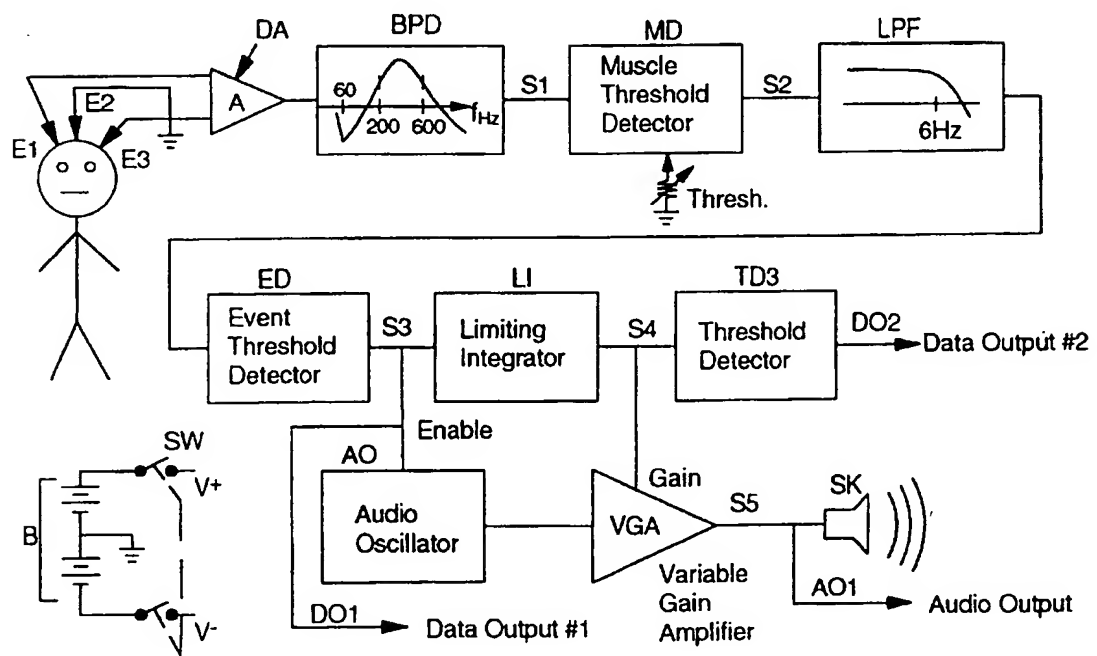 DA
BPD
MD
LPF
A
60
200
600
fHz
S1
Muscle
Threshold
Detector
S2
6Hz
E1
E2
E3
Thresh.
ED
LI
TD3
Event
Threshold
Detector
S3
Limiting
Integrator
S4
Threshold
Detector
DO2
Data Output #2
Enable
SW
V+
B
V-
AO
Audio
Oscillator
Gain
VGA
S5
SK
Variable
Gain
Amplifier
AO1
Audio Output
DO1
Data Output #1